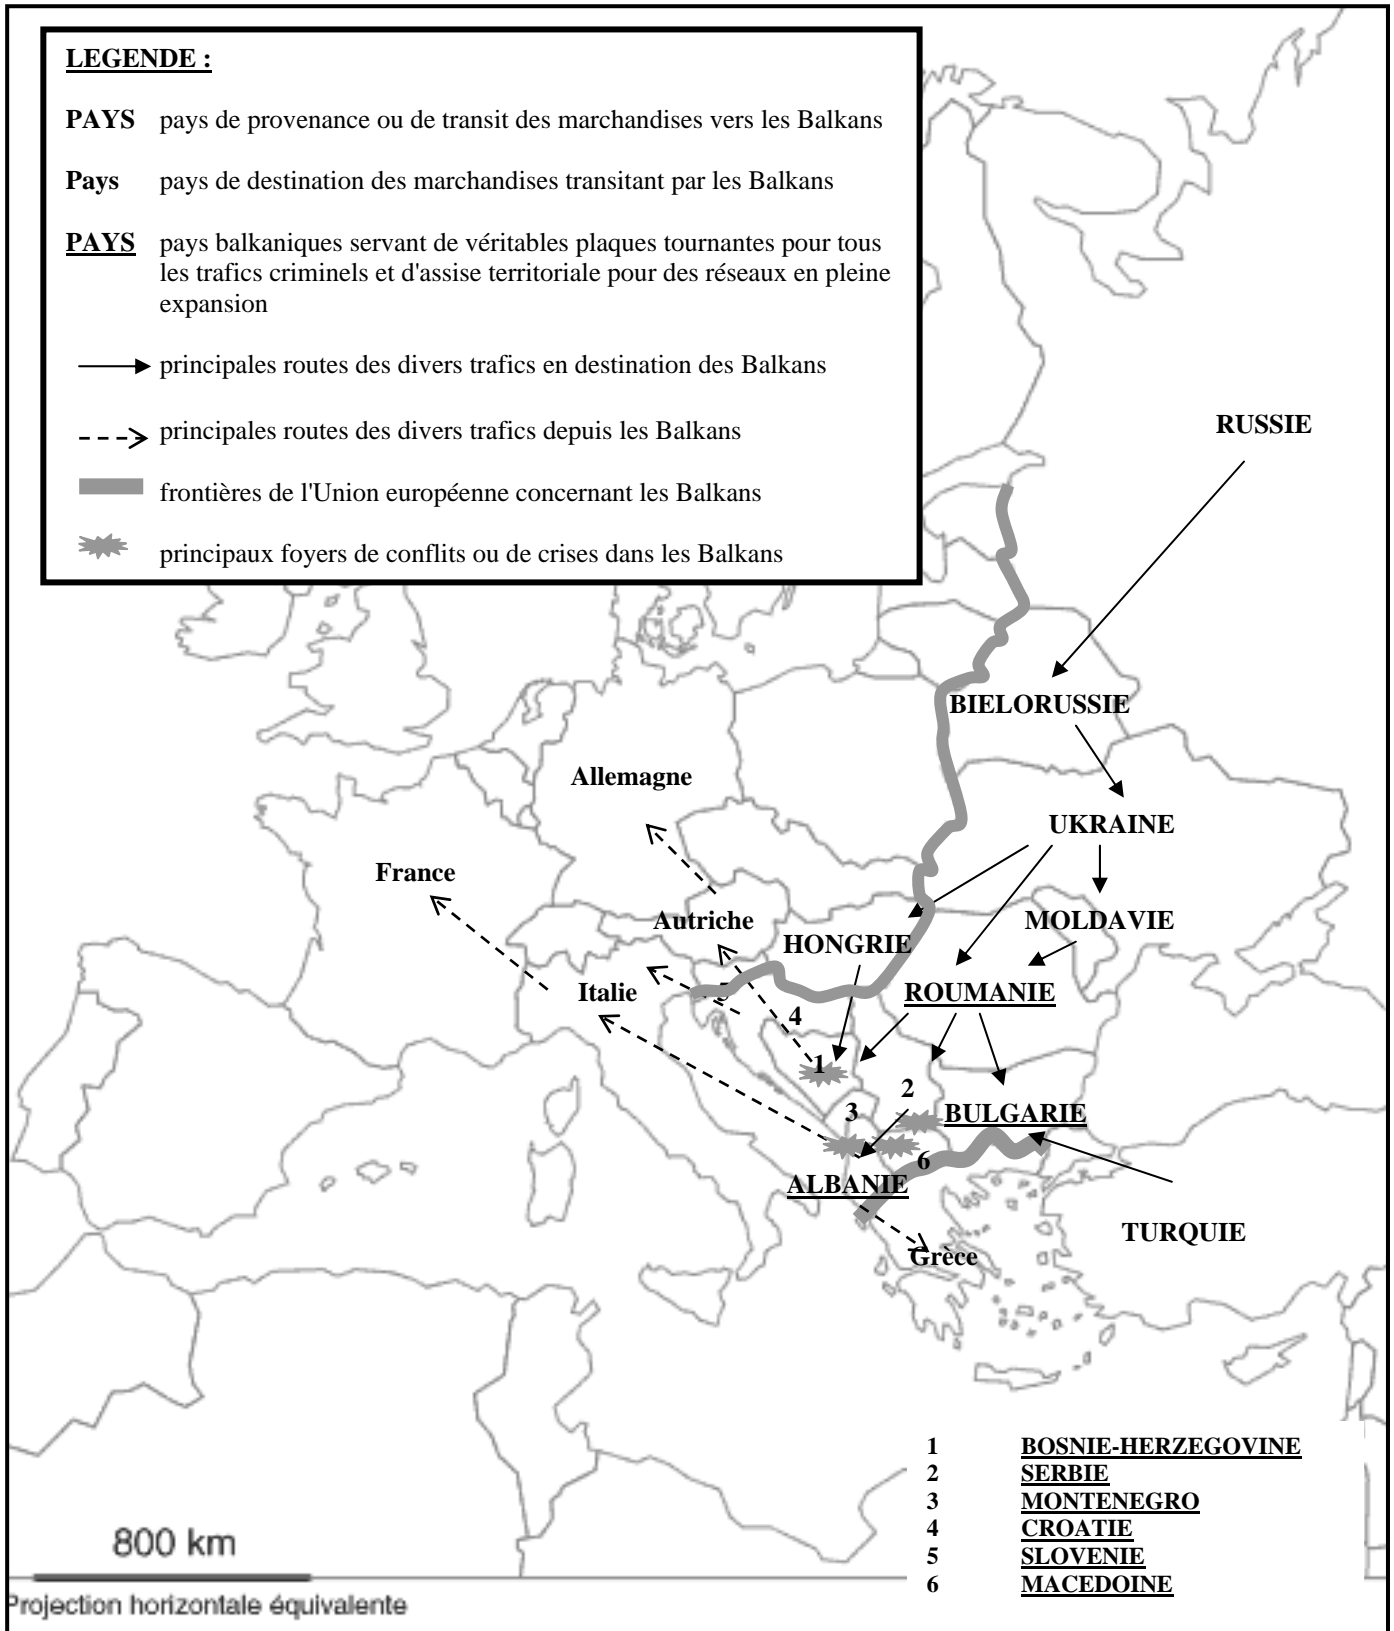 LEGENDE :
PAYS pays de provenance ou de transit des marchandises vers les Balkans
Pays pays de destination des marchandises transitant par les Balkans
PAYS pays balkaniques servant de véritables plaques tournantes pour tous
les trafics criminels et d'assise territoriale pour des réseaux en pleine
expansion
principales routes des divers trafics en destination des Balkans
principales routes des divers trafics depuis les Balkans
frontières de l'Union européenne concernant les Balkans
principaux foyers de conflits ou de crises dans les Balkans
RUSSIE
BIELORUSSIE
Allemagne
UKRAINE
France
Autriche
MOLDAVIE
HONGRIE
Italie
5
ROUMANIE
4
1
2
3
BULGARIE
6
ALBANIE
TURQUIE
Grèce
1 BOSNIE-HERZEGOVINE
2 SERBIE
3 MONTENEGRO
4 CROATIE
5 SLOVENIE
6 MACEDOINE
800 km
Projection horizontale équivalente